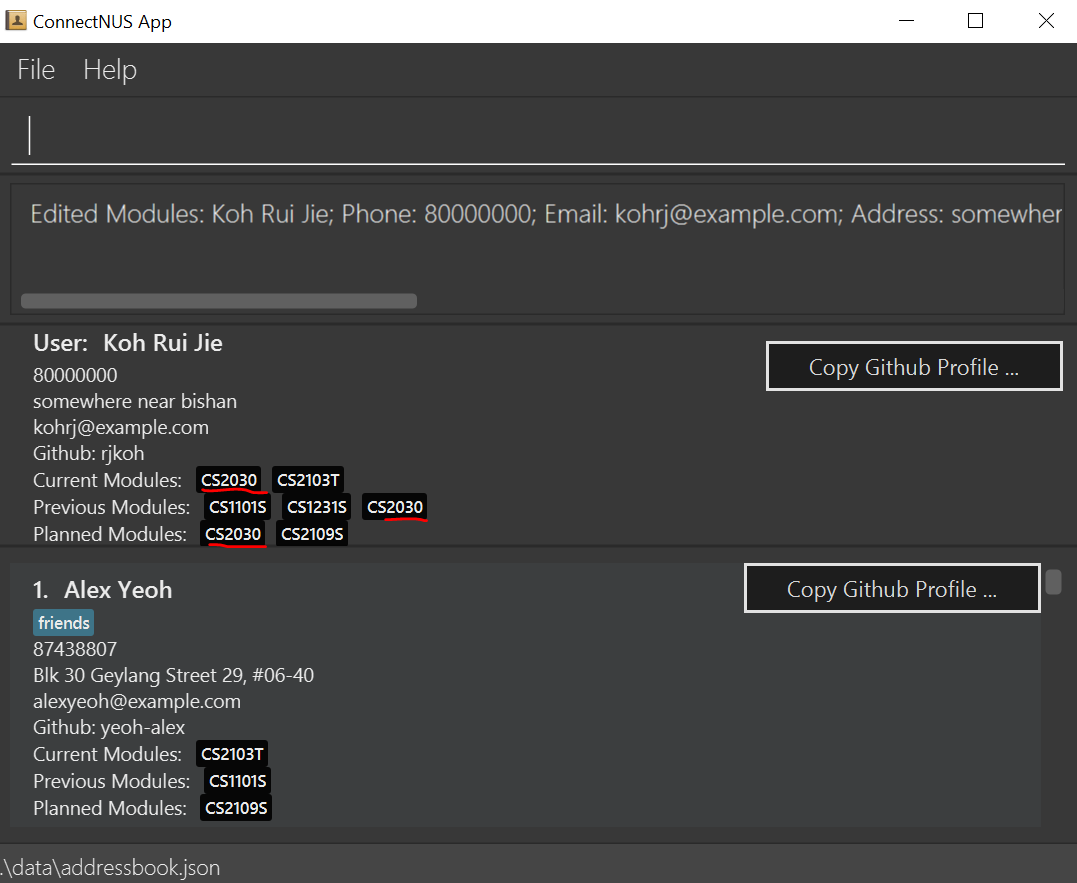 ConnectNUS App
File Help
Edited Modules: Koh Rui Jie; Phone: 80000000; Email: kohrj@example.com; Address: somewher
User: Koh Rui Jie
Copy Github Profile ...
80000000
somewhere near bishan
kohrj@example.com
Github: rjkoh
Current Modules: CS2030 CS2103T
Previous Modules: CS1101S CS1231S CS2030
Planned Modules: CS2030 CS2109S
1. Alex Yeoh
Copy Github Profile ...
friends
87438807
Blk 30 Geylang Street 29, #06-40
alexyeoh@example.com
Github: yeoh-alex
Current Modules: CS2103T
Previous Modules: CS1101S
Planned Modules: CS2109S
.\data\addressbook.json